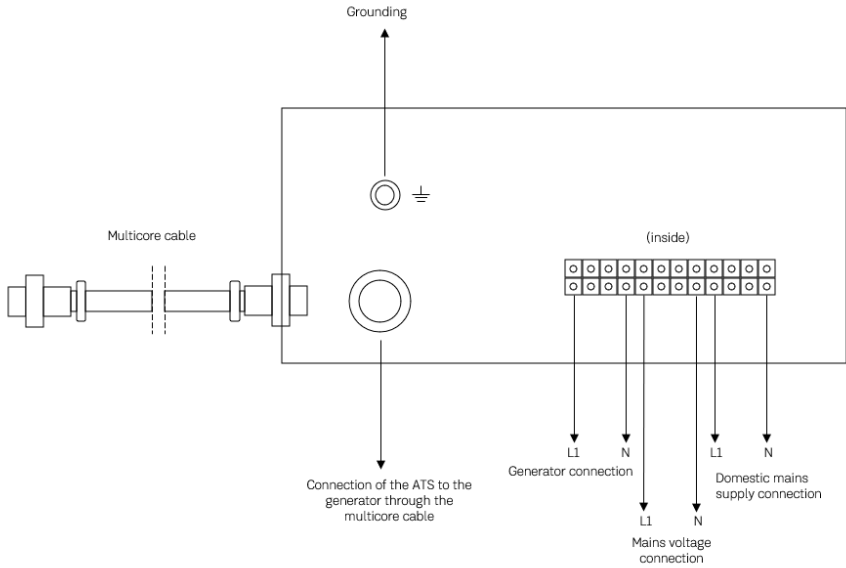 Grounding
Multicore cable
(inside)
L1 N L1 N
Generator connection
Domestic mains
supply connection
Connection of the ATS to the
generator through the
multicore cable
L1 N
Mains voltage
connection